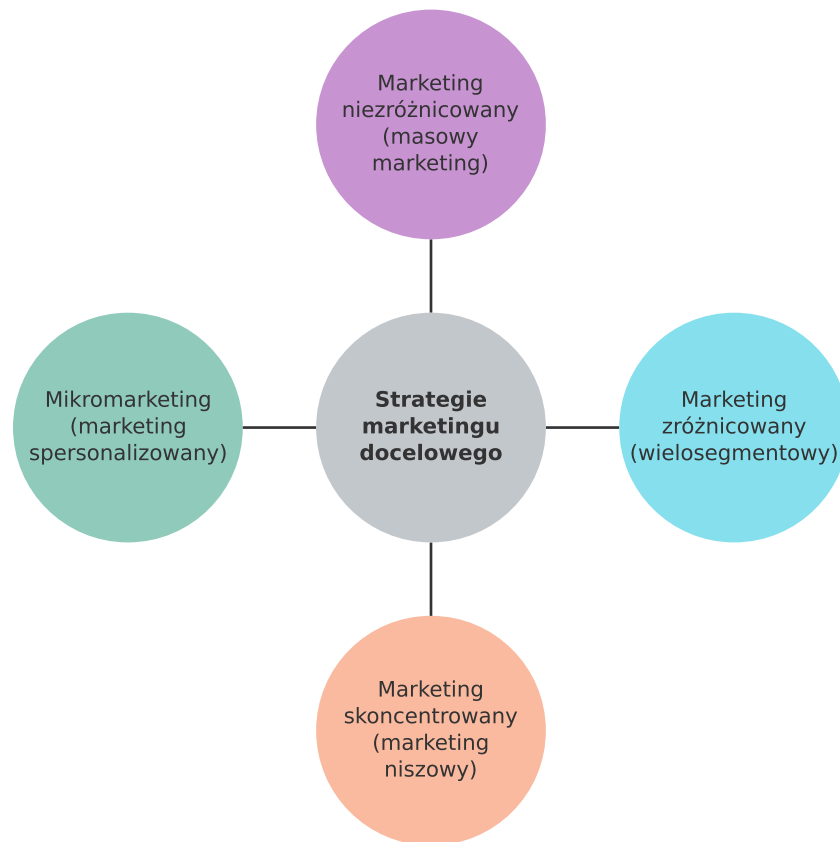 Marketing
niezróżnicowany
(masowy
marketing)
Mikromarketing
(marketing
spersonalizowany)
Strategie
marketingu
docelowego
Marketing
zróżnicowany
(wielosegmentowy)
Marketing
skoncentrowany
(marketing
niszowy)